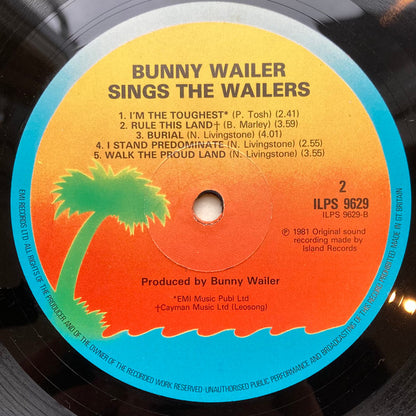 BUNNY WAILER
SINGS THE WAILERS
1. I'M THE TOUGHEST* (P. Tosh) (2.41)
2. RULE THIS LAND† (B. Marley) (3.59)
3. BURIAL (N. Livingstone) (4.01)
4. I STAND PREDOMINATE (N. Livingstone) (2.55)
5. WALK THE PROUD LAND (N. Livingstone) (3.55)
2
ILPS 9629
ILPS 9629-B
℗ 1981 Original sound
recording made by
Island Records
Produced by Bunny Wailer
*EMI Music Publ Ltd
†Cayman Music Ltd (Leosong)
EMI RECORDS LTD ALL RIGHTS OF THE PRODUCER AND OF THE OWNER OF THE RECORDED WORK RESERVED · UNAUTHORISED PUBLIC PERFORMANCE AND BROADCASTING OF THIS RECORD PROHIBITED · MADE IN GT. BRITAIN